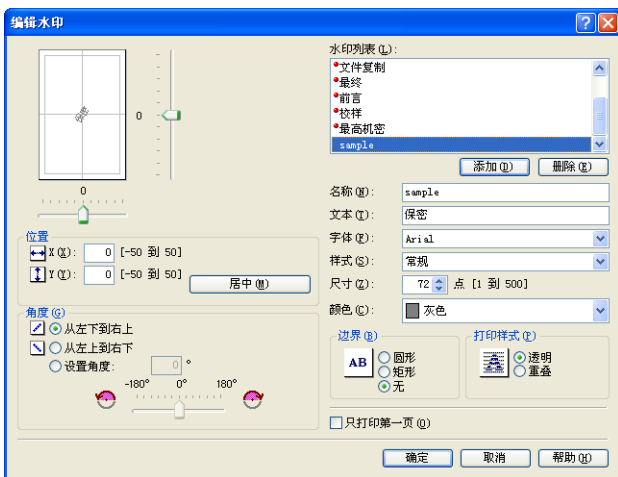 编辑水印
水印列表(L):
文件复制
最终
前言
校样
最高机密
sample
保密
0
0
添加(D) 删除(E)
名称(N): sample
文本(T): 保密
字体(F): Arial
样式(S): 常规
尺寸(Z): 72 点 [1 到 500]
颜色(C): 灰色
位置
X(X): 0 [-50 到 50]
Y(Y): 0 [-50 到 50]
居中(M)
角度(G)
从左下到右上
从左上到右下
设置角度: 0 °
-180° 0° 180°
边界(R)
AB
圆形
矩形
无
打印样式(P)
透明
重叠
只打印第一页(O)
确定 取消 帮助(H)